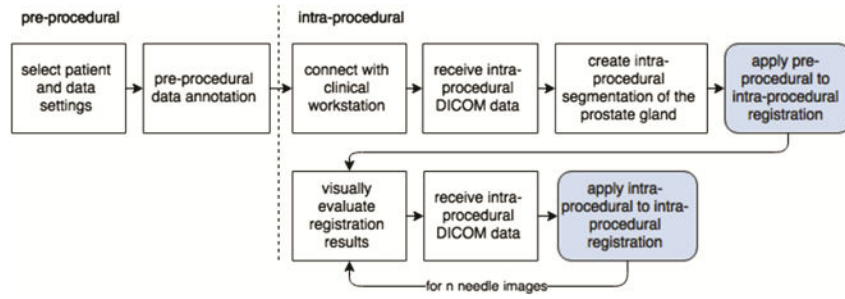 pre-procedural
intra-procedural
select patient
and data
settings
pre-procedural
data annotation
connect with
clinical
workstation
receive intra-
procedural
DICOM data
create intra-
procedural
segmentation of the
prostate gland
apply pre-
procedural to
intra-procedural
registration
visually
evaluate
registration
results
receive intra-
procedural
DICOM data
apply intra-
procedural to intra-
procedural
registration
for n needle images